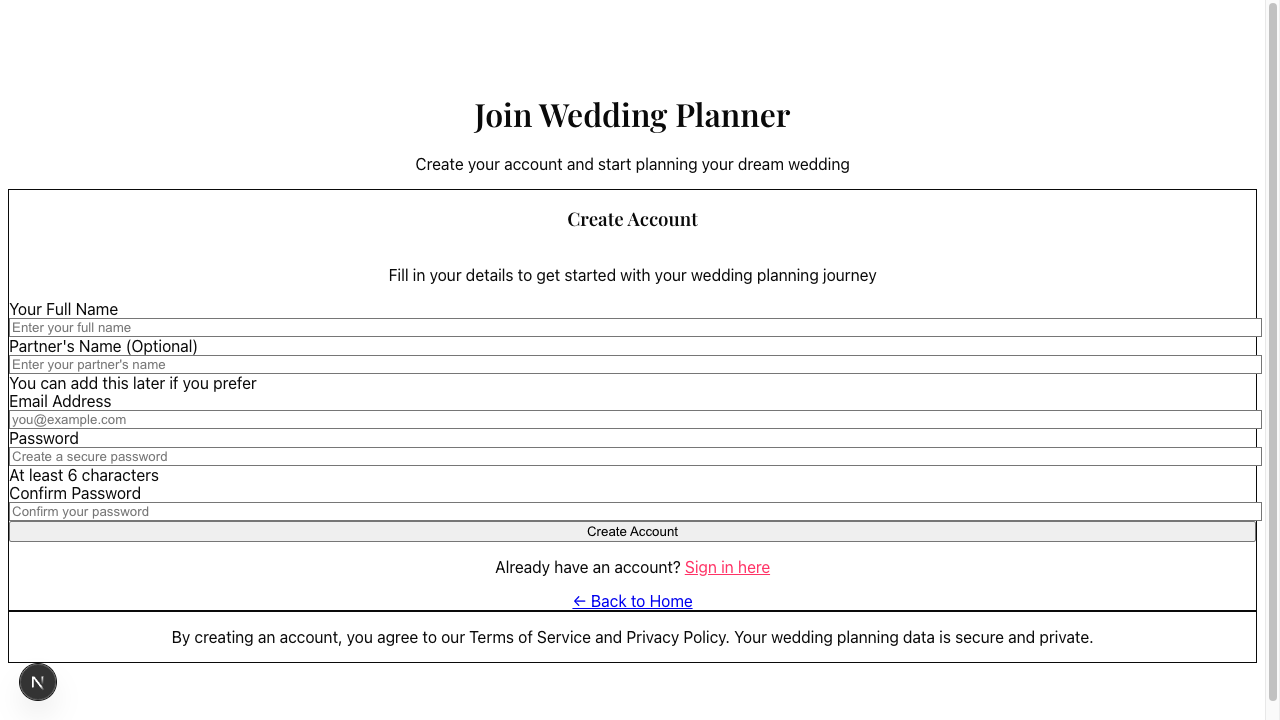 Join Wedding Planner
Create your account and start planning your dream wedding
Create Account
Fill in your details to get started with your wedding planning journey
Your Full Name
Enter your full name
Partner's Name (Optional)
Enter your partner's name
You can add this later if you prefer
Email Address
you@example.com
Password
Create a secure password
At least 6 characters
Confirm Password
Confirm your password
Create Account
Already have an account? Sign in here
← Back to Home
By creating an account, you agree to our Terms of Service and Privacy Policy. Your wedding planning data is secure and private.
N